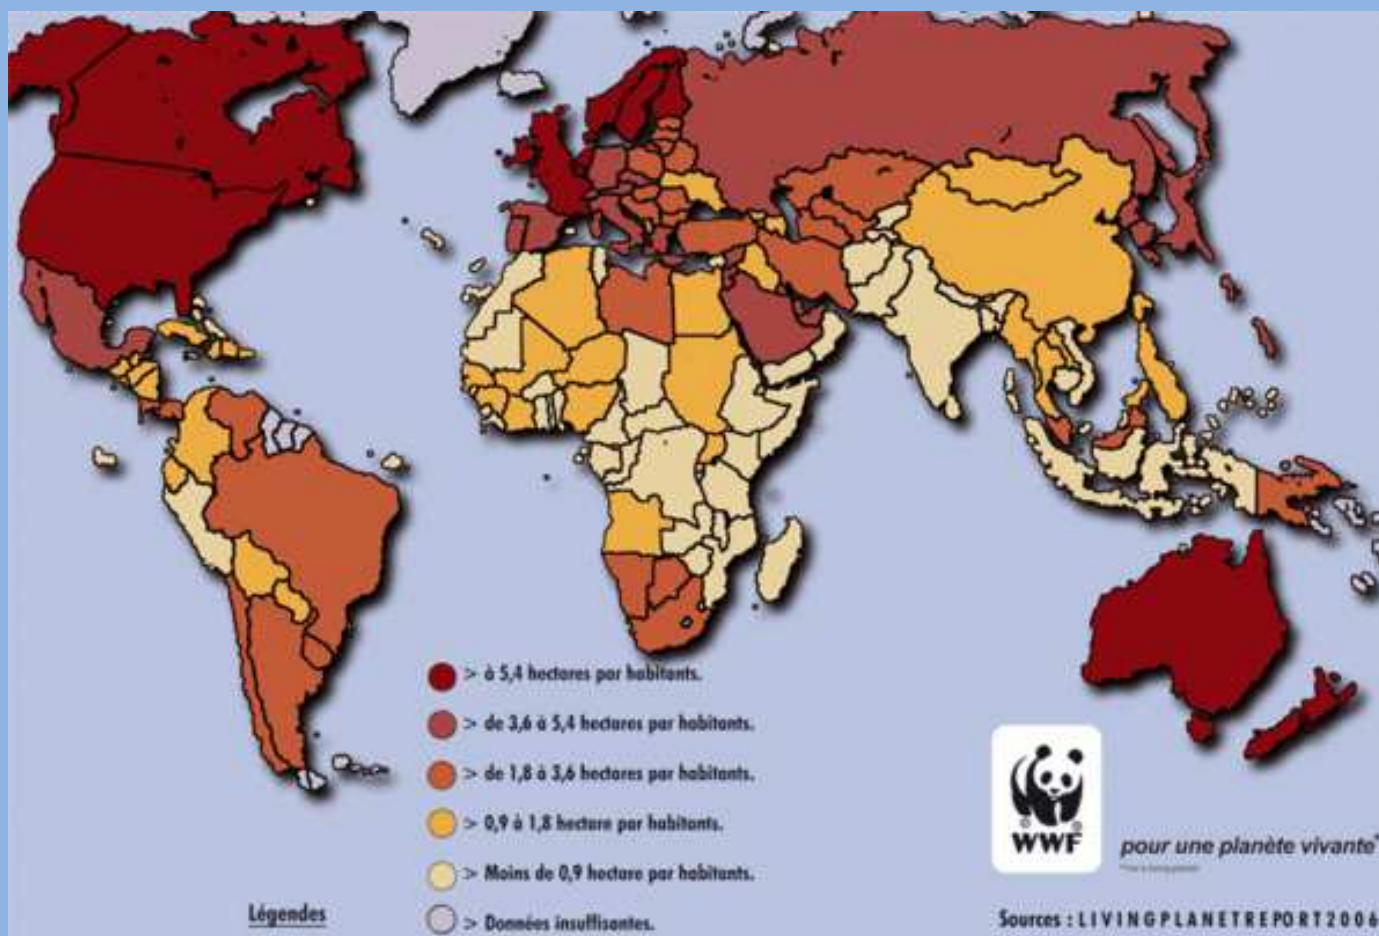 > à 5,4 hectares par habitants.
> de 3,6 à 5,4 hectares par habitants.
> de 1,8 à 3,6 hectares par habitants.
> 0,9 à 1,8 hectare par habitants.
> Moins de 0,9 hectare par habitants.
> Données insuffisantes.
Légendes
WWF
pour une planète vivante
Sources : LIVINGPLANETREPORT2006